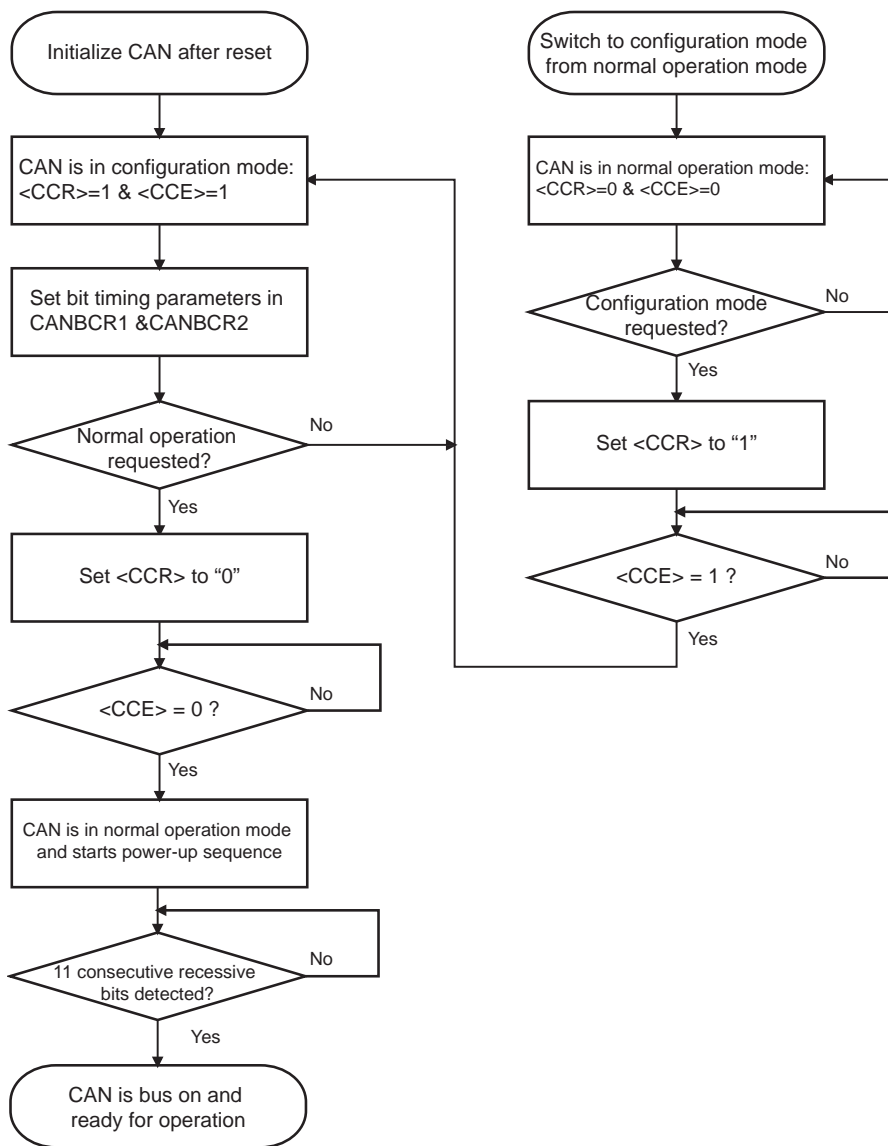 Initialize CAN after reset
CAN is in configuration mode:
<CCR>=1 & <CCE>=1
Set bit timing parameters in
CANBCR1 &CANBCR2
Normal operation
requested?
No
Yes
Set <CCR> to “0”
<CCE> = 0 ?
No
Yes
CAN is in normal operation mode
and starts power-up sequence
11 consecutive recessive
bits detected?
No
Yes
CAN is bus on and
ready for operation
Switch to configuration mode
from normal operation mode
CAN is in normal operation mode:
<CCR>=0 & <CCE>=0
Configuration mode
requested?
No
Yes
Set <CCR> to “1”
<CCE> = 1 ?
No
Yes